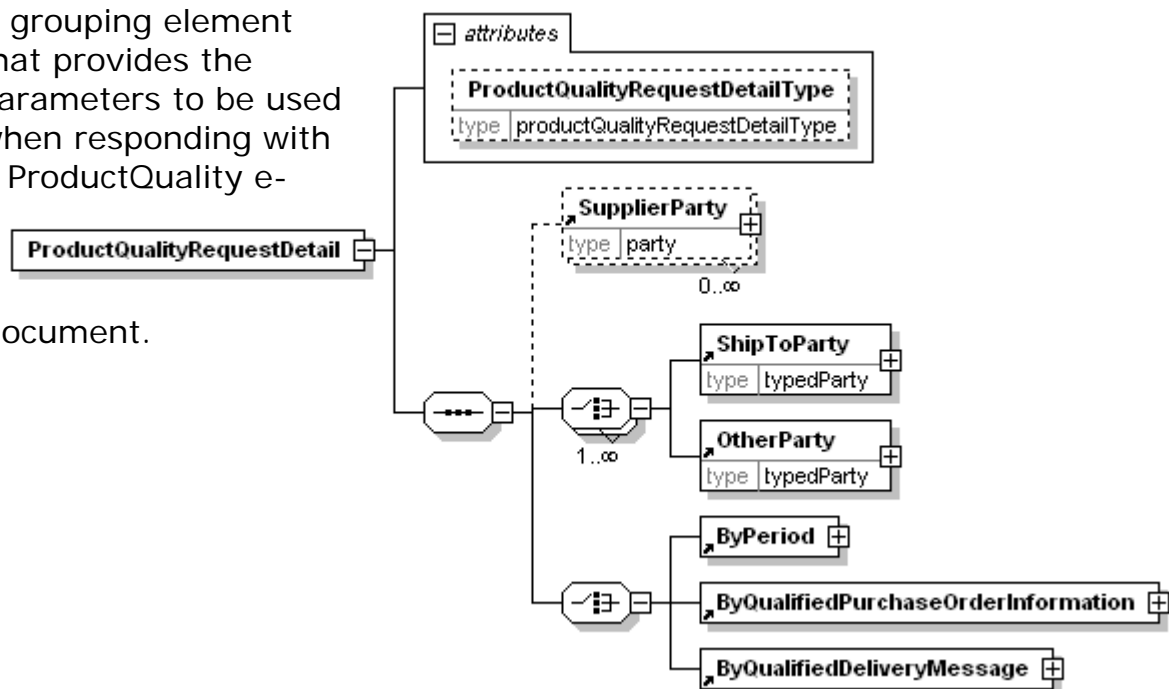 grouping element
hat provides the
arameters to be used
when responding with
ProductQuality e-
ocument.
ProductQualityRequestDetail
attributes
ProductQualityRequestDetailType
type productQualityRequestDetailType
SupplierParty
type party
0..∞
ShipToParty
type typedParty
1..∞
OtherParty
type typedParty
ByPeriod
ByQualifiedPurchaseOrderInformation
ByQualifiedDeliveryMessage